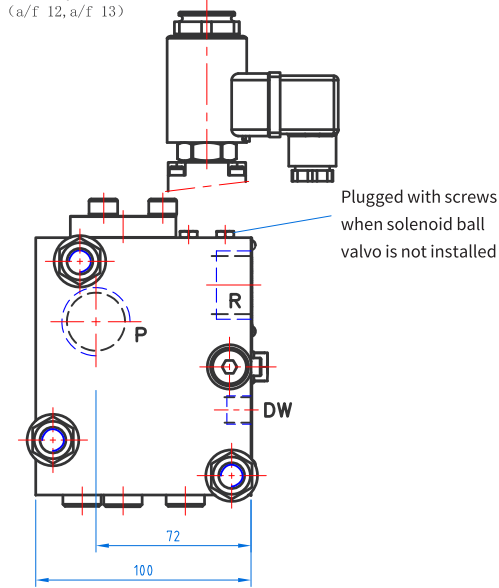 (a/f 12,a/f 13)
Plugged with screws
when solenoid ball
valvo is not installed
R
P
DW
72
100